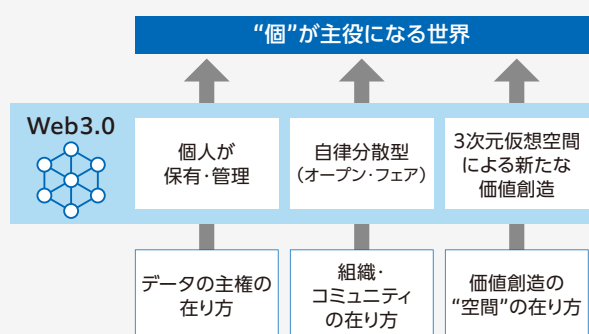 “個”が主役になる世界
Web3.0
個人が
保有・管理
自律分散型
（オープン・フェア）
3次元仮想空間
による新たな
価値創造
データの主権の
在り方
組織・
コミュニティ
の在り方
価値創造の
“空間”の在り方